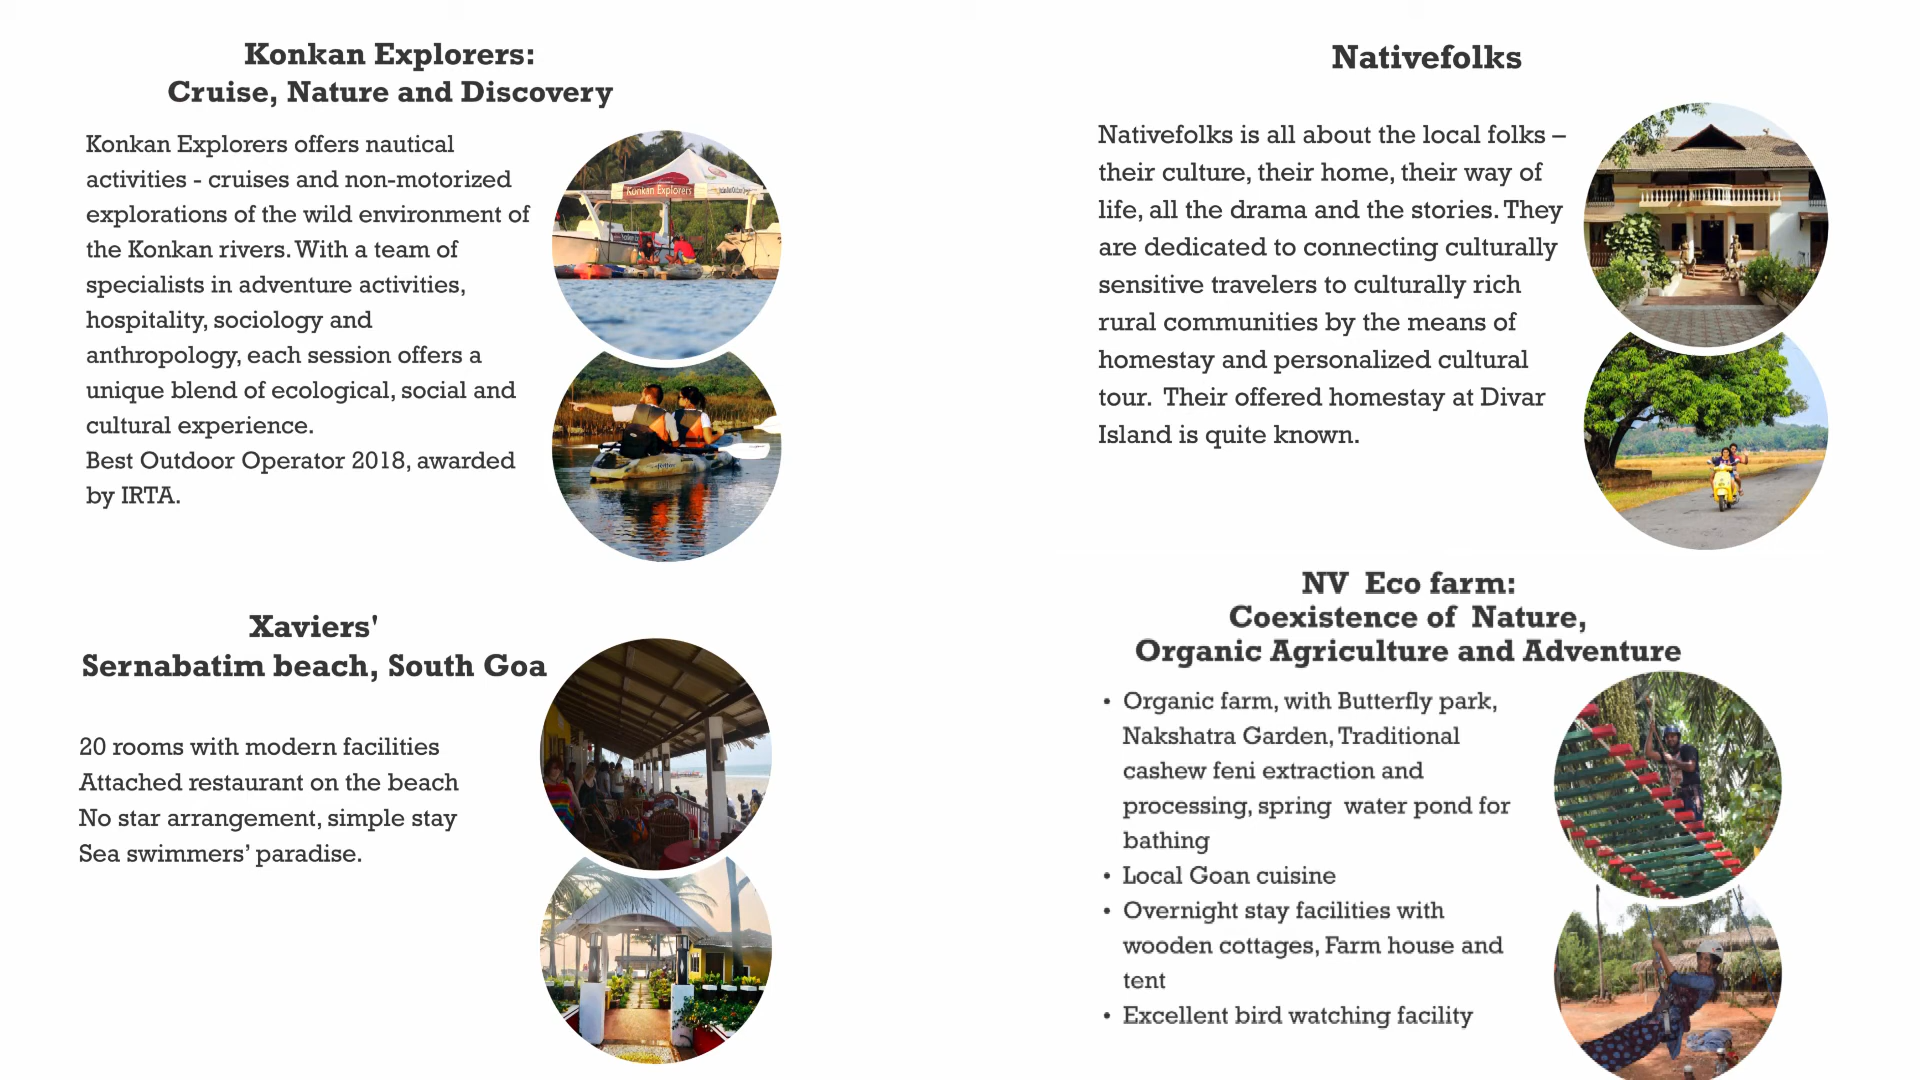 Konkan Explorers:
Cruise, Nature and Discovery
Konkan Explorers offers nautical
activities - cruises and non-motorized
explorations of the wild environment of
the Konkan rivers. With a team of
specialists in adventure activities,
hospitality, sociology and
anthropology, each session offers a
unique blend of ecological, social and
cultural experience.
Best Outdoor Operator 2018, awarded
by IRTA.
Konkan Explorers
Xaviers'
Sernabatim beach, South Goa
20 rooms with modern facilities
Attached restaurant on the beach
No star arrangement, simple stay
Sea swimmers’ paradise.
Nativefolks
Nativefolks is all about the local folks –
their culture, their home, their way of
life, all the drama and the stories. They
are dedicated to connecting culturally
sensitive travelers to culturally rich
rural communities by the means of
homestay and personalized cultural
tour.  Their offered homestay at Divar
Island is quite known.
NV  Eco farm:
Coexistence of  Nature,
Organic Agriculture and Adventure
• Organic farm, with Butterfly park,
Nakshatra Garden, Traditional
cashew feni extraction and
processing, spring  water pond for
bathing
• Local Goan cuisine
• Overnight stay facilities with
wooden cottages, Farm house and
tent
• Excellent bird watching facility